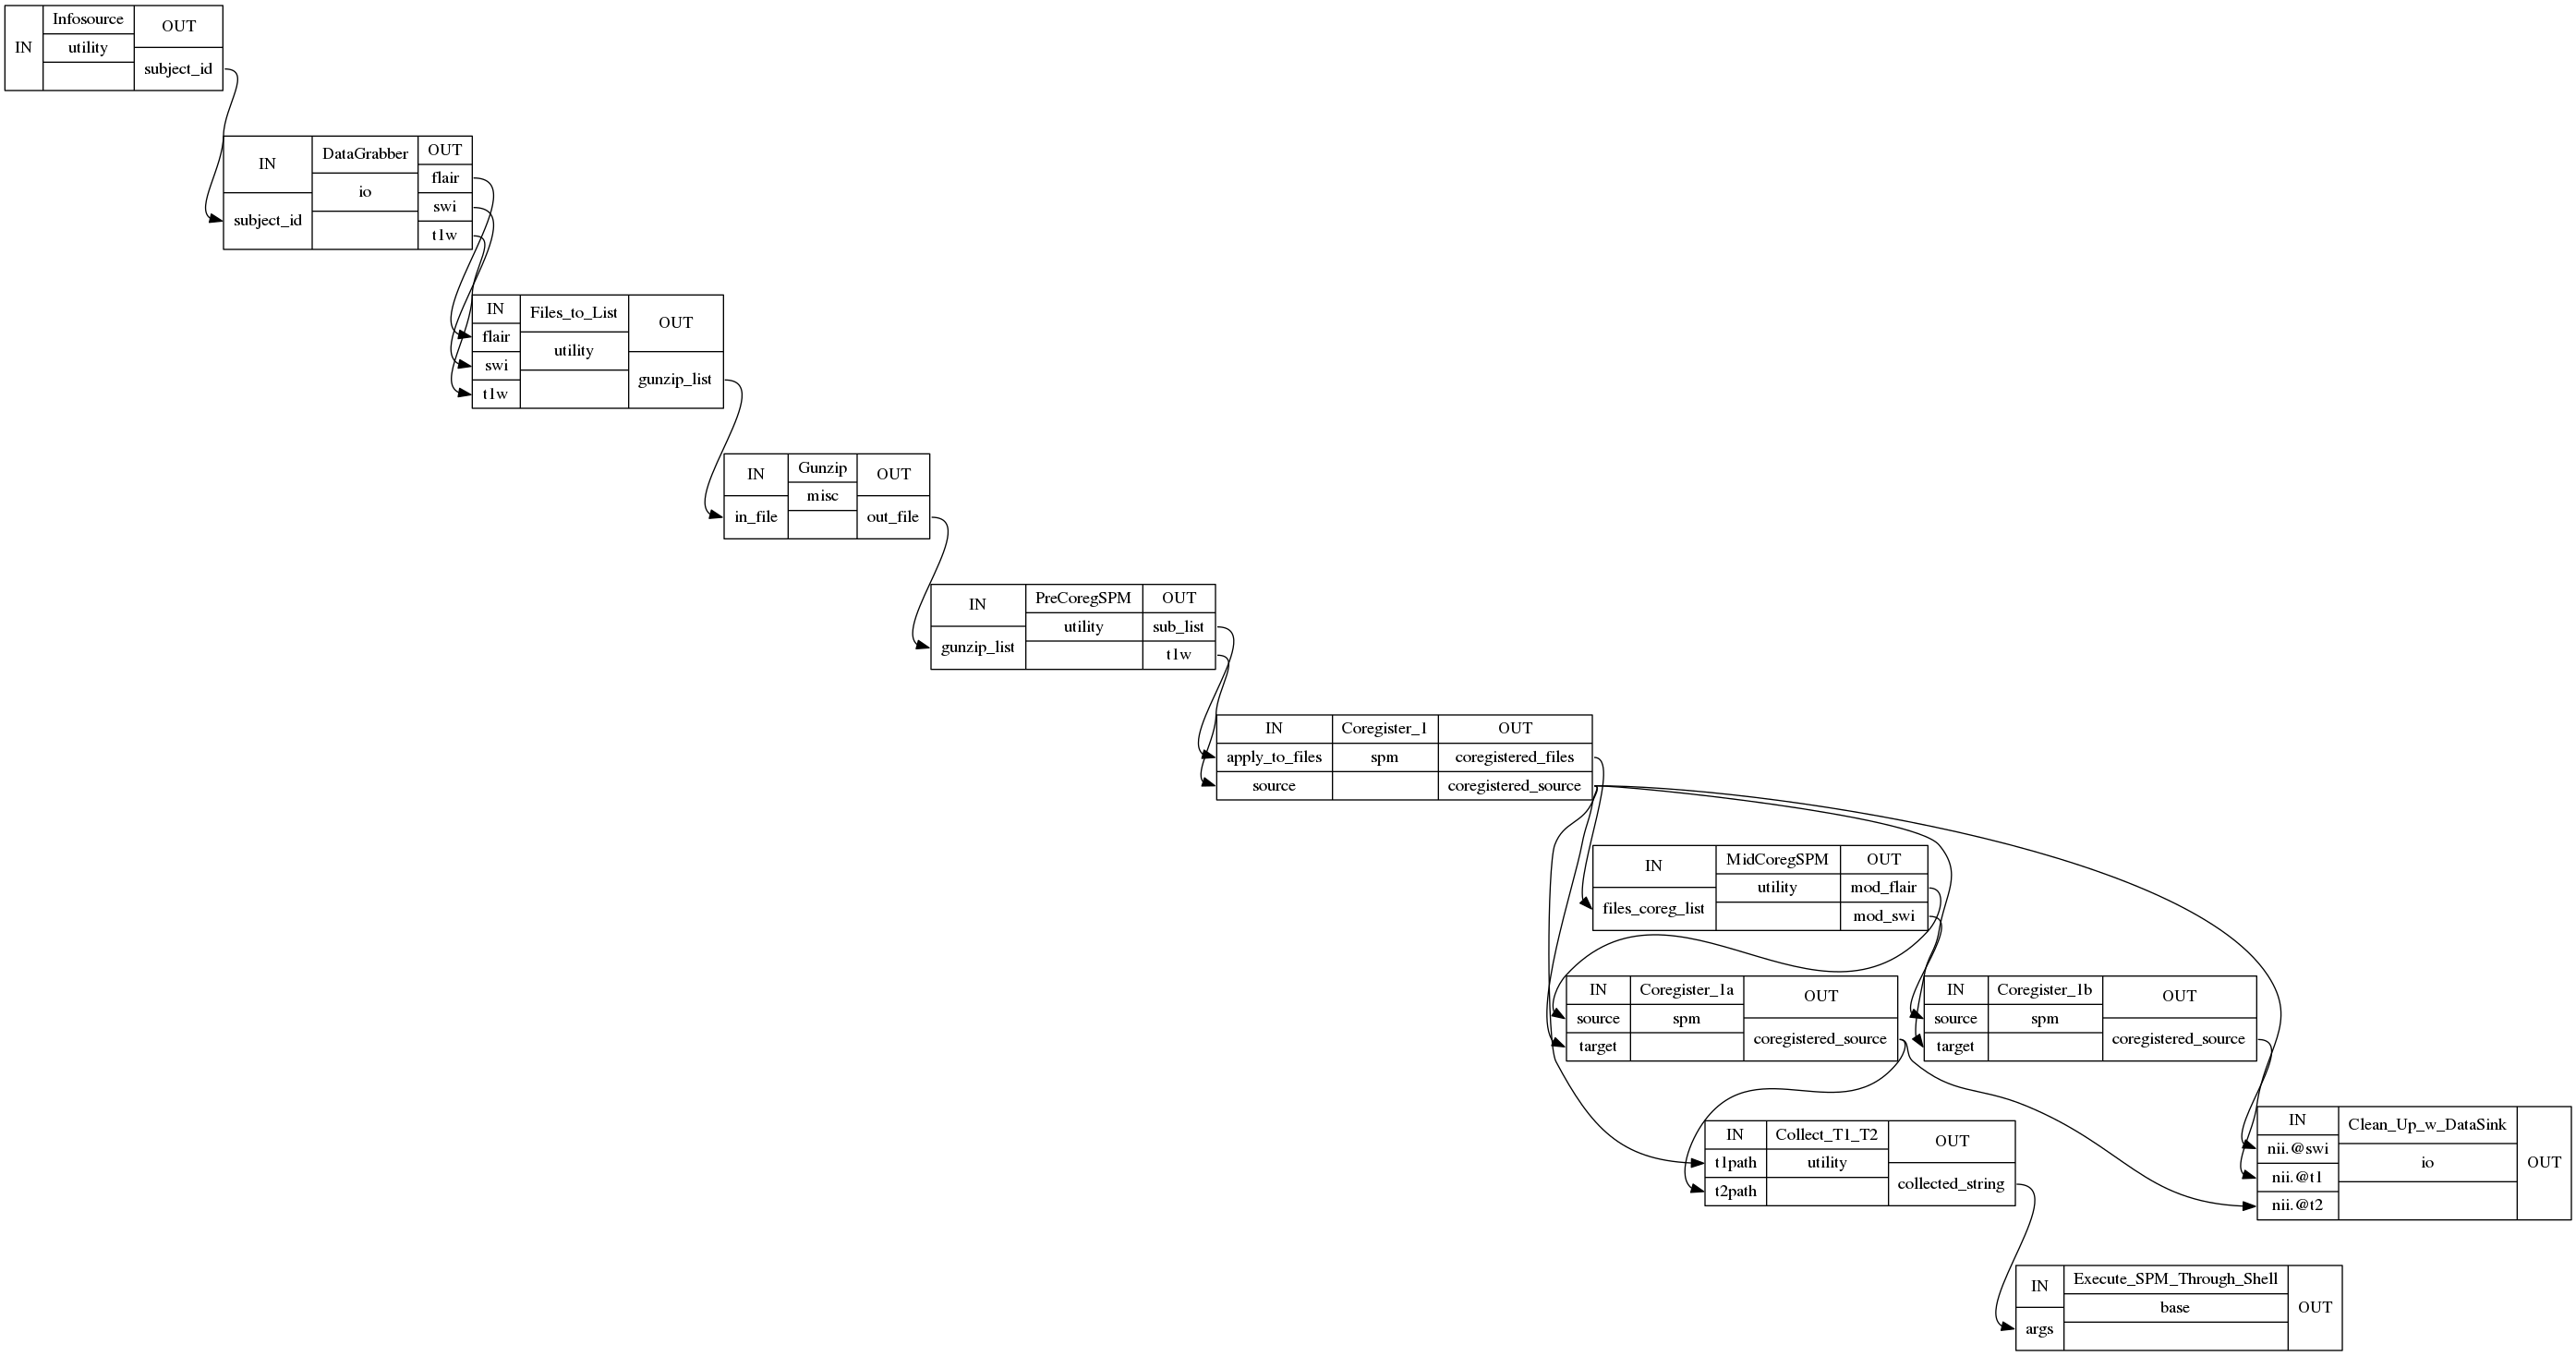 IN
Infosource
utility
OUT
subject_id
IN
subject_id
DataGrabber
io
OUT
flair
swi
t1w
IN
flair
swi
t1w
Files_to_List
utility
OUT
gunzip_list
IN
in_file
Gunzip
misc
OUT
out_file
IN
gunzip_list
PreCoregSPM
utility
OUT
sub_list
t1w
IN
apply_to_files
source
Coregister_1
spm
OUT
coregistered_files
coregistered_source
IN
files_coreg_list
MidCoregSPM
utility
OUT
mod_flair
mod_swi
IN
source
target
Coregister_1a
spm
OUT
coregistered_source
IN
source
target
Coregister_1b
spm
OUT
coregistered_source
IN
t1path
t2path
Collect_T1_T2
utility
OUT
collected_string
IN
nii.@swi
nii.@t1
nii.@t2
Clean_Up_w_DataSink
io
OUT
IN
args
Execute_SPM_Through_Shell
base
OUT